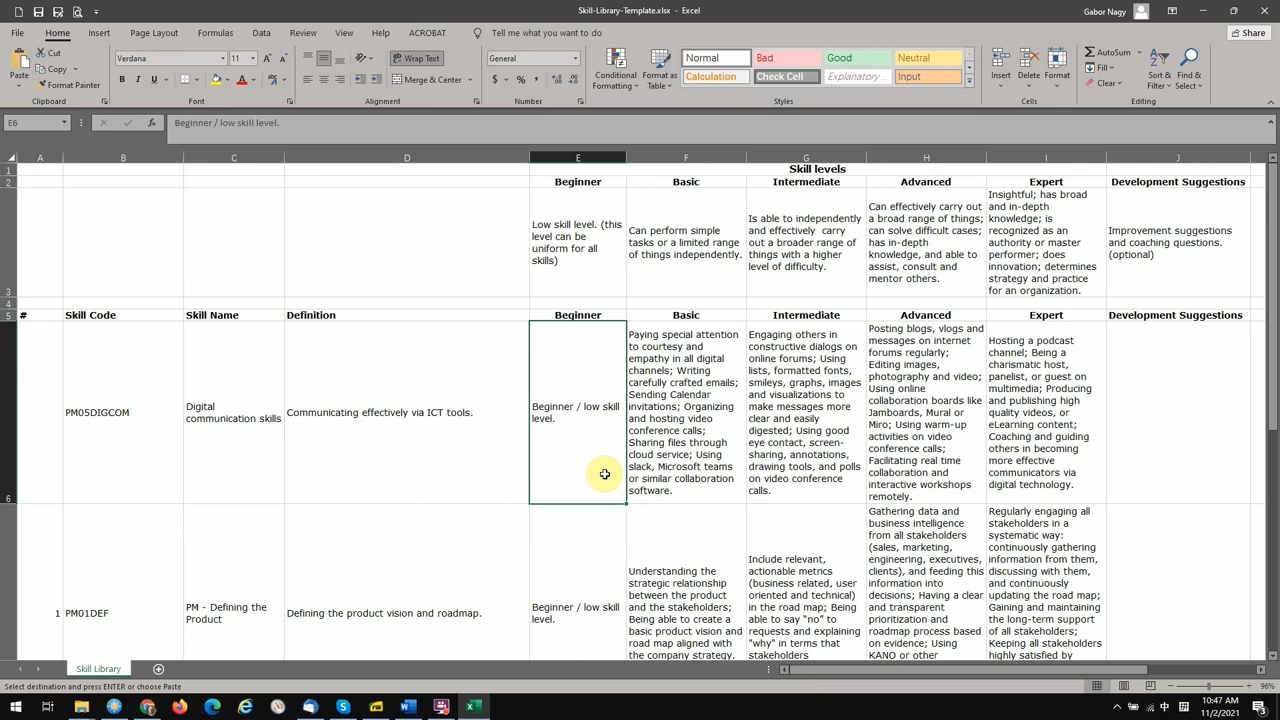 Skill-Library-Template.xlsx - Excel
Gabor Nagy
File Home Insert Page Layout Formulas Data Review View Help ACROBAT Tell me what you want to do Share
Paste
Cut
Copy
Format Painter
Clipboard
Verdana 11
B I U
Font
Wrap Text
Merge & Center
Alignment
General
$ %
Number
Conditional Formatting
Format as Table
Normal Bad Good Neutral
Calculation Check Cell Explanatory ... Input
Styles
Insert Delete Format
Cells
AutoSum
Fill
Clear
Sort & Filter
Find & Select
Editing
E6 fx Beginner / low skill level.
A B C D E F G H I J
1 Skill levels
2 Beginner Basic Intermediate Advanced Expert Development Suggestions
3
Low skill level. (this
level can be
uniform for all
skills)
Can perform simple
tasks or a limited range
of things independently.
Is able to independently
and effectively carry
out a broader range of
things with a higher
level of difficulty.
Can effectively carry out
a broad range of things;
can solve difficult cases;
has in-depth
knowledge, and able to
assist, consult and
mentor others.
Insightful; has broad
and in-depth
knowledge; is
recognized as an
authority or master
performer; does
innovation; determines
strategy and practice
for an organization.
Improvement suggestions
and coaching questions.
(optional)
4
5 # Skill Code Skill Name Definition Beginner Basic Intermediate Advanced Expert Development Suggestions
6
PM05DIGCOM
Digital
communication skills
Communicating effectively via ICT tools.
Beginner / low skill
level.
Paying special attention
to courtesy and
empathy in all digital
channels; Writing
carefully crafted emails;
Sending Calendar
invitations; Organizing
and hosting video
conference calls;
Sharing files through
cloud service; Using
slack, Microsoft teams
or similar collaboration
software.
Engaging others in
constructive dialogs on
online forums; Using
lists, formatted fonts,
smileys, graphs, images
and visualizations to
make messages more
clear and easily
digested; Using good
eye contact, screen-
sharing, annotations,
drawing tools, and polls
on video conference
calls.
Posting blogs, vlogs and
messages on internet
forums regularly;
Editing images,
photography and video;
Using online
collaboration boards like
Jamboards, Mural or
Miro; Using warm-up
activities on video
conference calls;
Facilitating real time
collaboration and
interactive workshops
remotely.
Hosting a podcast
channel; Being a
charismatic host,
panelist, or guest on
multimedia; Producing
and publishing high
quality videos, or
eLearning content;
Coaching and guiding
others in becoming
more effective
communicators via
digital technology.
1 PM01DEF
PM - Defining the
Product
Defining the product vision and roadmap.
Beginner / low skill
level.
Understanding the
strategic relationship
between the product
and the stakeholders;
Being able to create a
basic product vision and
road map aligned with
the company strategy.
Include relevant,
actionable metrics
(business related, user
oriented and technical)
in the road map; Being
able to say "no" to
requests and explaining
"why" in terms that
stakeholders
Gathering data and
business intelligence
from all stakeholders
(sales, marketing,
engineering, executives,
clients), and feeding this
information into
decisions; Having a clear
and transparent
prioritization and
roadmap process based
on evidence; Using
KANO or other
Regularly engaging all
stakeholders in a
systematic way:
continuously gathering
information from them,
discussing with them,
and continuously
updating the road map;
Gaining and maintaining
the long-term support
of all stakeholders;
Keeping all stakeholders
highly satisfied by
Skill Library
Select destination and press ENTER or choose Paste
96%
中
10:47 AM
11/2/2021
3